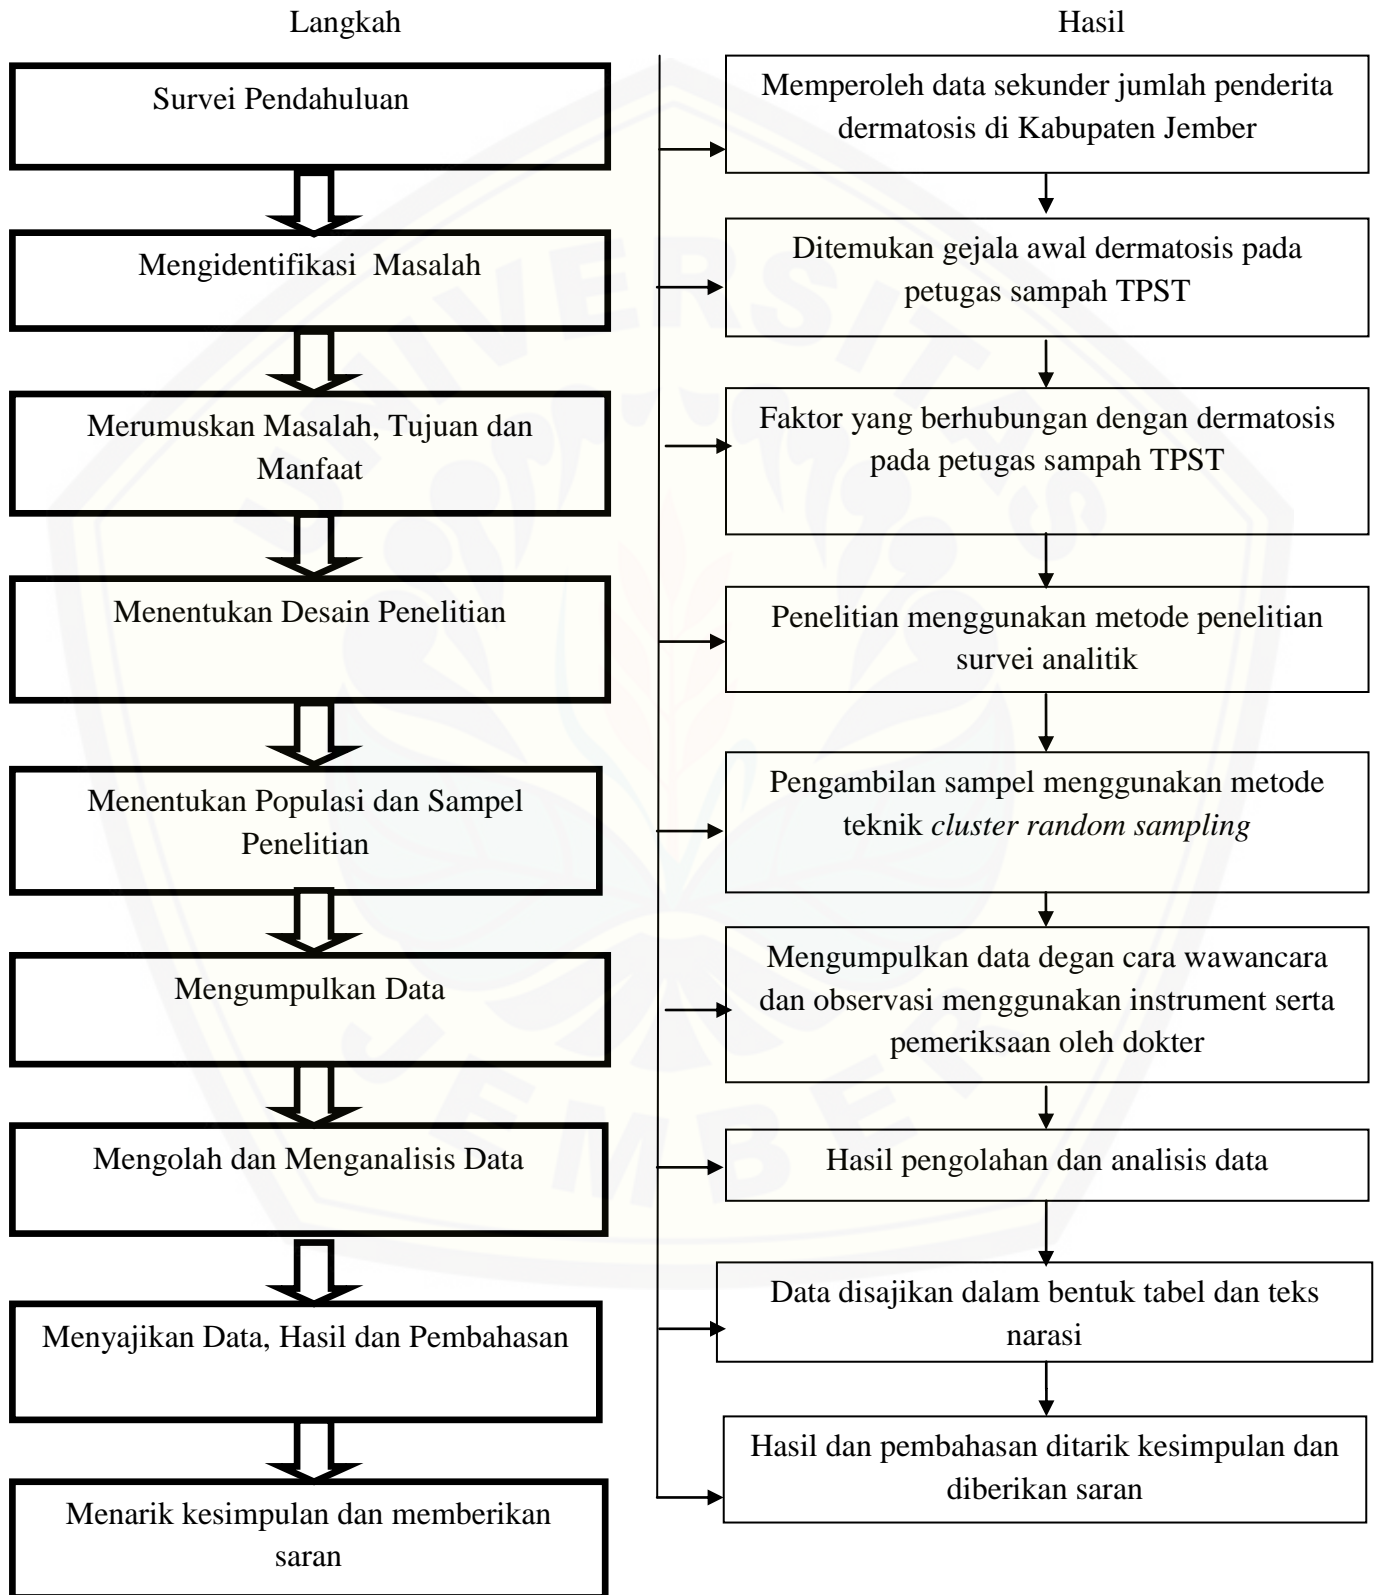 Langkah
Hasil
Survei Pendahuluan
Memperoleh data sekunder jumlah penderita
dermatosis di Kabupaten Jember
Mengidentifikasi Masalah
Ditemukan gejala awal dermatosis pada
petugas sampah TPST
Merumuskan Masalah, Tujuan dan
Manfaat
Faktor yang berhubungan dengan dermatosis
pada petugas sampah TPST
Menentukan Desain Penelitian
Penelitian menggunakan metode penelitian
survei analitik
Menentukan Populasi dan Sampel
Penelitian
Pengambilan sampel menggunakan metode
teknik cluster random sampling
Mengumpulkan Data
Mengumpulkan data degan cara wawancara
dan observasi menggunakan instrument serta
pemeriksaan oleh dokter
Mengolah dan Menganalisis Data
Hasil pengolahan dan analisis data
Menyajikan Data, Hasil dan Pembahasan
Data disajikan dalam bentuk tabel dan teks
narasi
Menarik kesimpulan dan memberikan
saran
Hasil dan pembahasan ditarik kesimpulan dan
diberikan saran
UNIVERSITAS
JEMBER